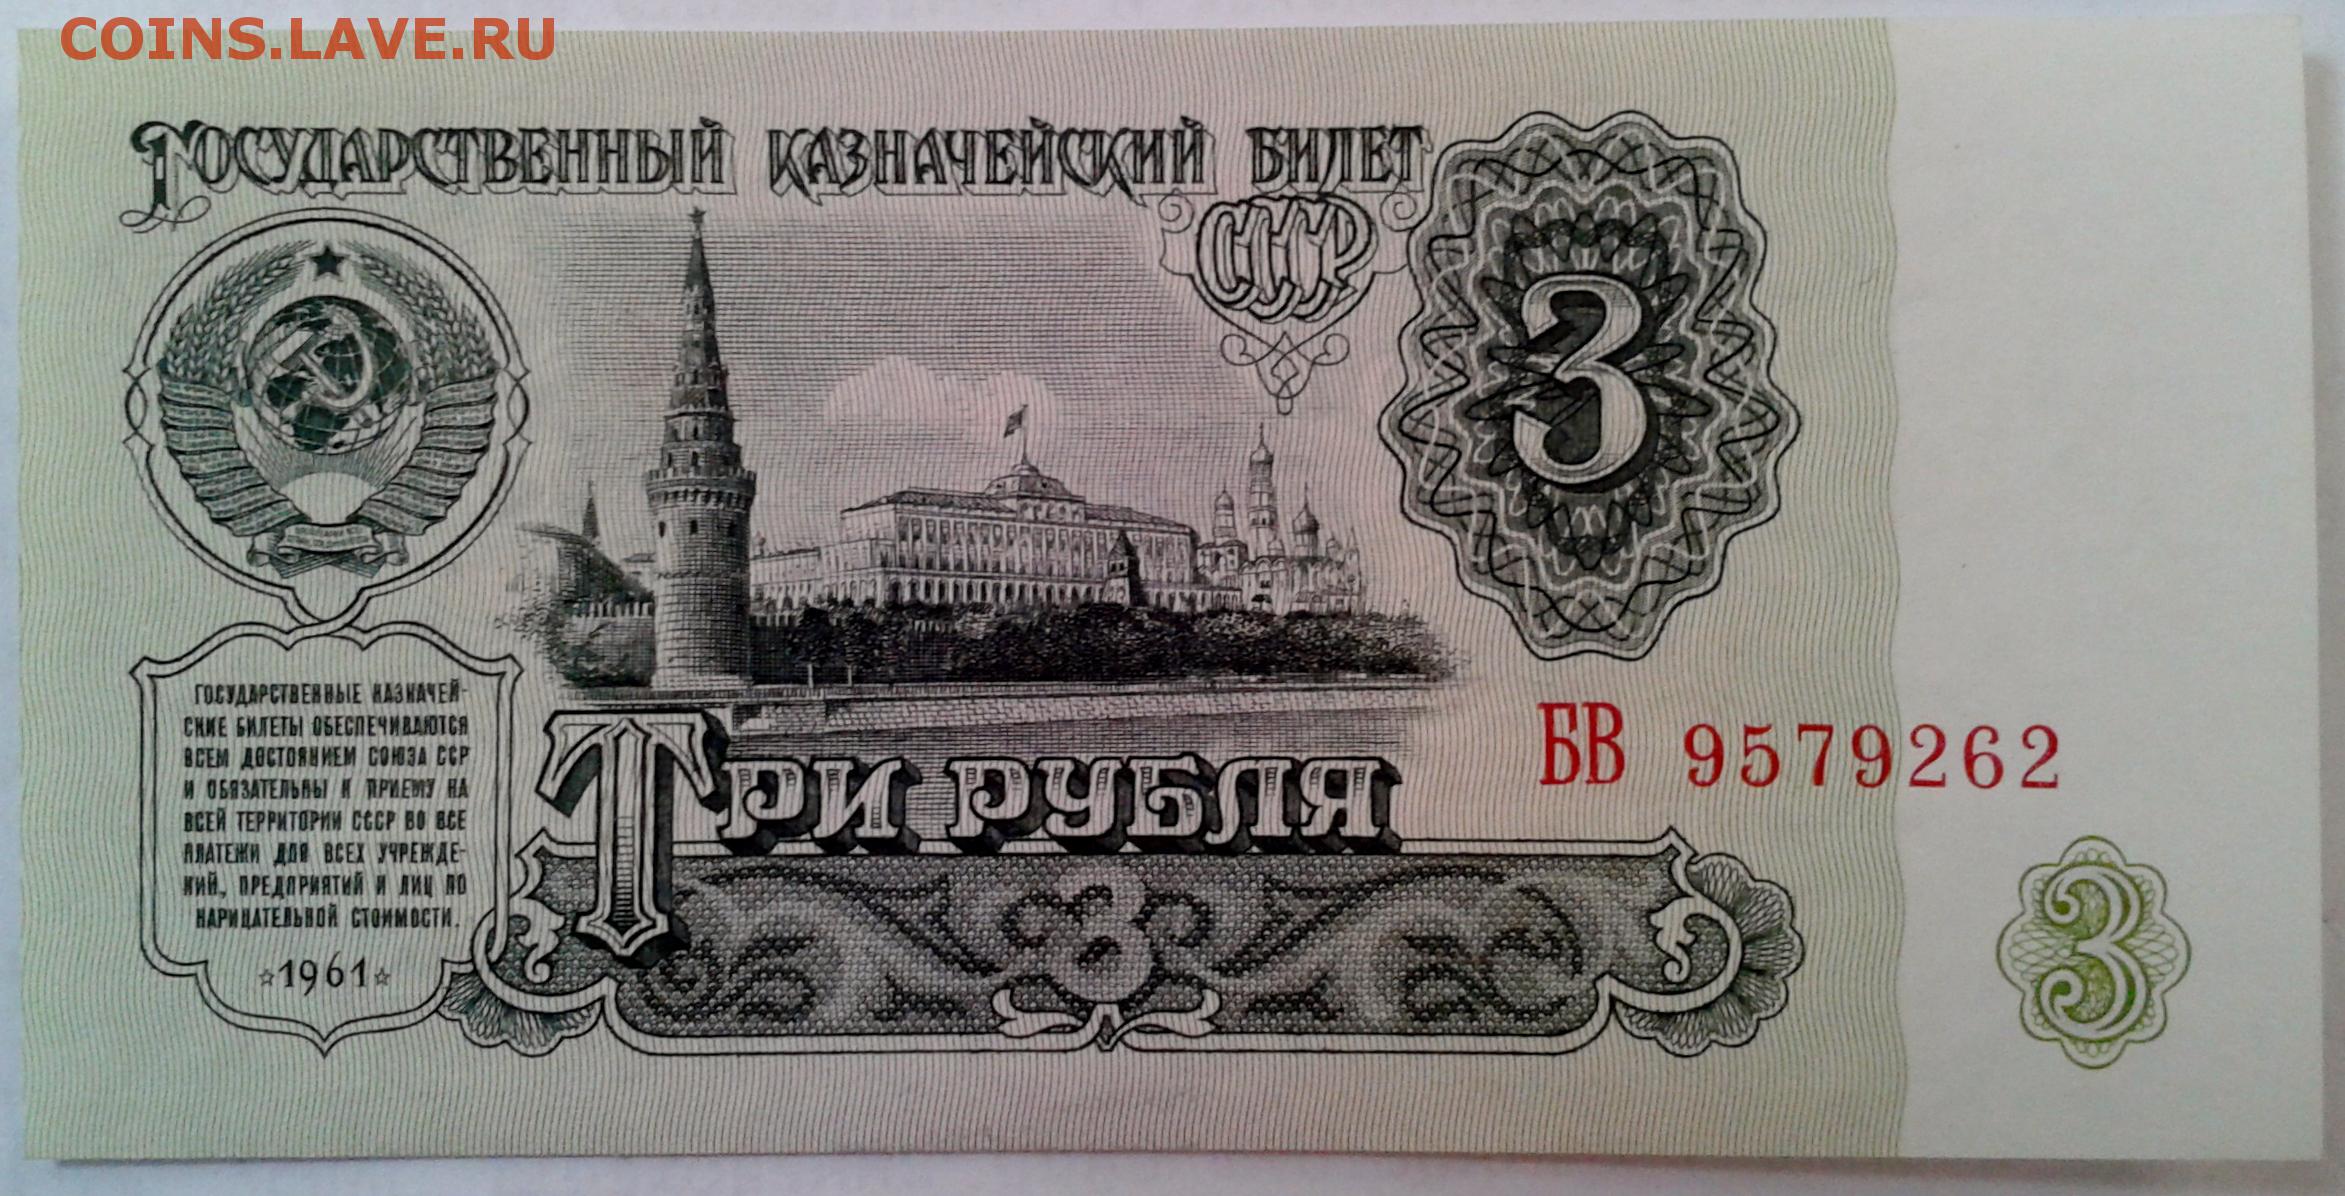 COINS.LAVE.RU
ГОСУДАРСТВЕННЫЙ КАЗНАЧЕЙСКИЙ БИЛЕТ
СССР
3
ГОСУДАРСТВЕННЫЕ КАЗНАЧЕЙ-
СКИЕ БИЛЕТЫ ОБЕСПЕЧИВАЮТСЯ
ВСЕМ ДОСТОЯНИЕМ СОЮЗА ССР
И ОБЯЗАТЕЛЬНЫ К ПРИЕМУ НА
ВСЕЙ ТЕРРИТОРИИ СССР ВО ВСЕ
ПЛАТЕЖИ ДЛЯ ВСЕХ УЧРЕЖДЕ-
НИЙ, ПРЕДПРИЯТИЙ И ЛИЦ ПО
НАРИЦАТЕЛЬНОЙ СТОИМОСТИ.
☆1961☆
БВ 9579262
ТРИ РУБЛЯ
3
3